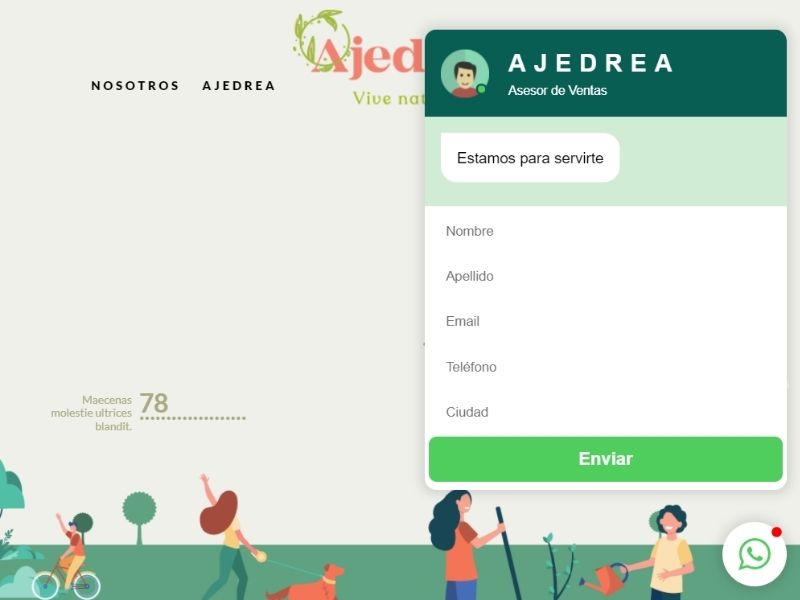 NOSOTROS AJEDREA
Ajed
Vive nat
AJEDREA
Asesor de Ventas
Estamos para servirte
Nombre
Apellido
Email
Teléfono
Ciudad
Enviar
Maecenas
molestie ultrices
blandit.
78